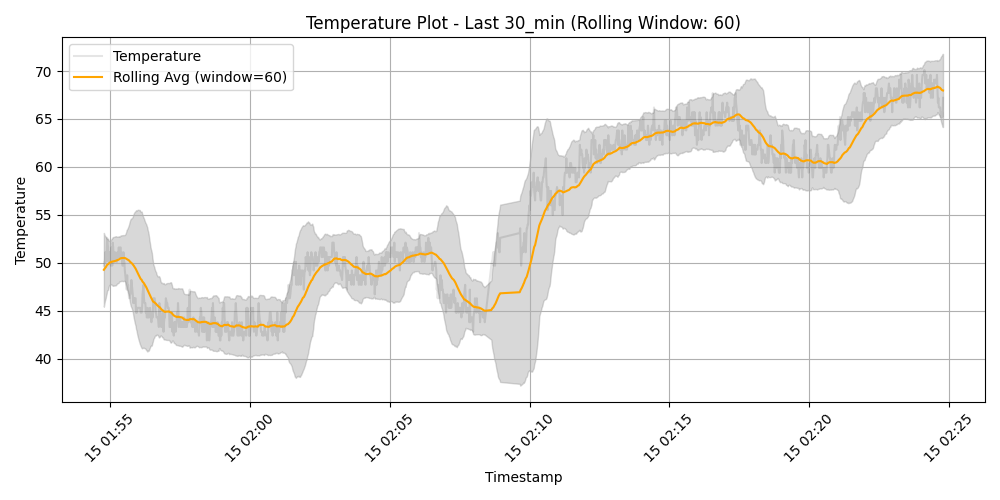 Temperature Plot - Last 30_min (Rolling Window: 60)
Temperature
Rolling Avg (window=60)
Temperature
70
65
60
55
50
45
40
15 01:55
15 02:00
15 02:05
15 02:10
15 02:15
15 02:20
15 02:25
Timestamp